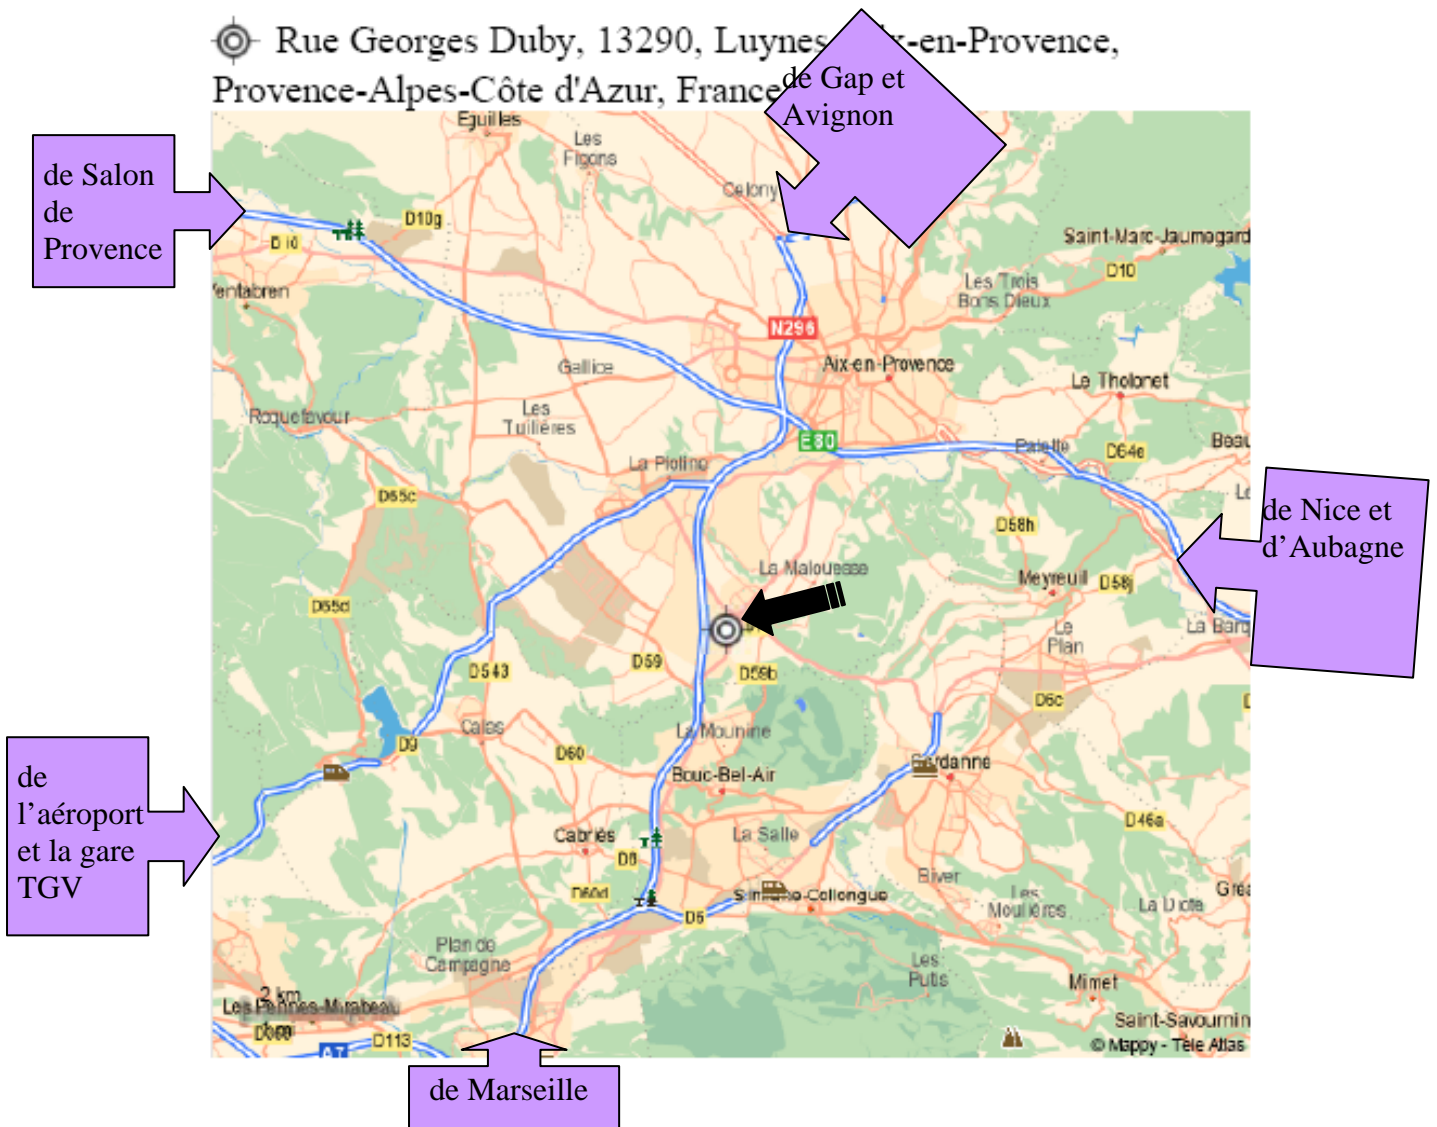 Rue Georges Duby, 13290, Luynes, -en-Provence,
Provence-Alpes-Côte d'Azur, France
de Gap et
Avignon
de Salon
de
Provence
de Nice et
d’Aubagne
de
l’aéroport
et la gare
TGV
de Marseille
Eguilles
Les
Figons
Celony
D10g
D10
Saint-Marc-Jaumegard
D10
Les Trois
Bons Dieux
Ventabren
N296
Gallice
Aix-en-Provence
Le Tholonet
Roquefavour
Les
Tuilières
E80
Palette
D64e
La Pioline
D65c
D58h
La Malouesse
Meyreuil
D58j
D65d
Le
Plan
D59
D59b
D543
D6c
Calas
La Mounine
D9
D60
Bouc-Bel-Air
Gardanne
Cabriès
La Salle
D46a
D8
D60d
Biver
Simiane-Collongue
Les
Moulières
D6
Plan de
Campagne
Les
Putis
Mimet
2 km
Les Pennes-Mirabeau
D113
A7
Saint-Savournin
© Mappy - Tele Atlas